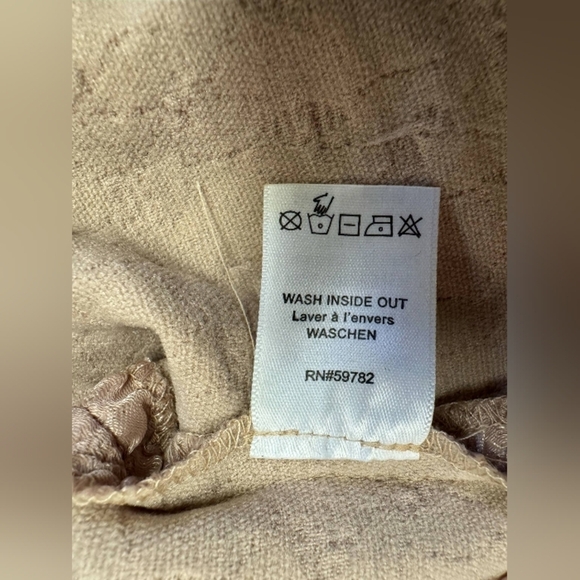 WASH INSIDE OUT
Laver à l'envers
WASCHEN
RN#59782